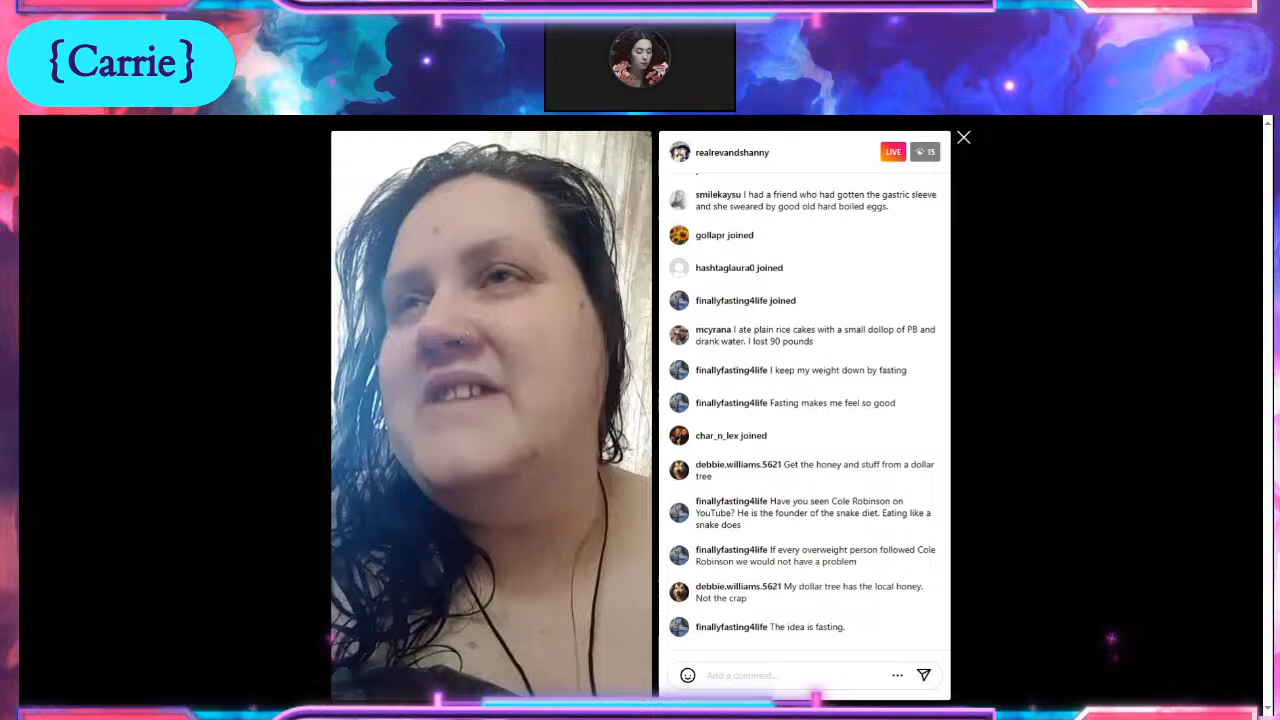 {Carrie}
realrevandshanny
LIVE
15
smilekaysu I had a friend who had gotten the gastric sleeve
and she sweared by good old hard boiled eggs.
gollapr joined
hashtaglaura0 joined
finallyfasting4life joined
mcyrana I ate plain rice cakes with a small dollop of PB and
drank water. I lost 90 pounds
finallyfasting4life I keep my weight down by fasting
finallyfasting4life Fasting makes me feel so good
char_n_lex joined
debbie.williams.5621 Get the honey and stuff from a dollar
tree
finallyfasting4life Have you seen Cole Robinson on
YouTube? He is the founder of the snake diet. Eating like a
snake does
finallyfasting4life If every overweight person followed Cole
Robinson we would not have a problem
debbie.williams.5621 My dollar tree has the local honey.
Not the crap
finallyfasting4life The idea is fasting.
Add a comment...